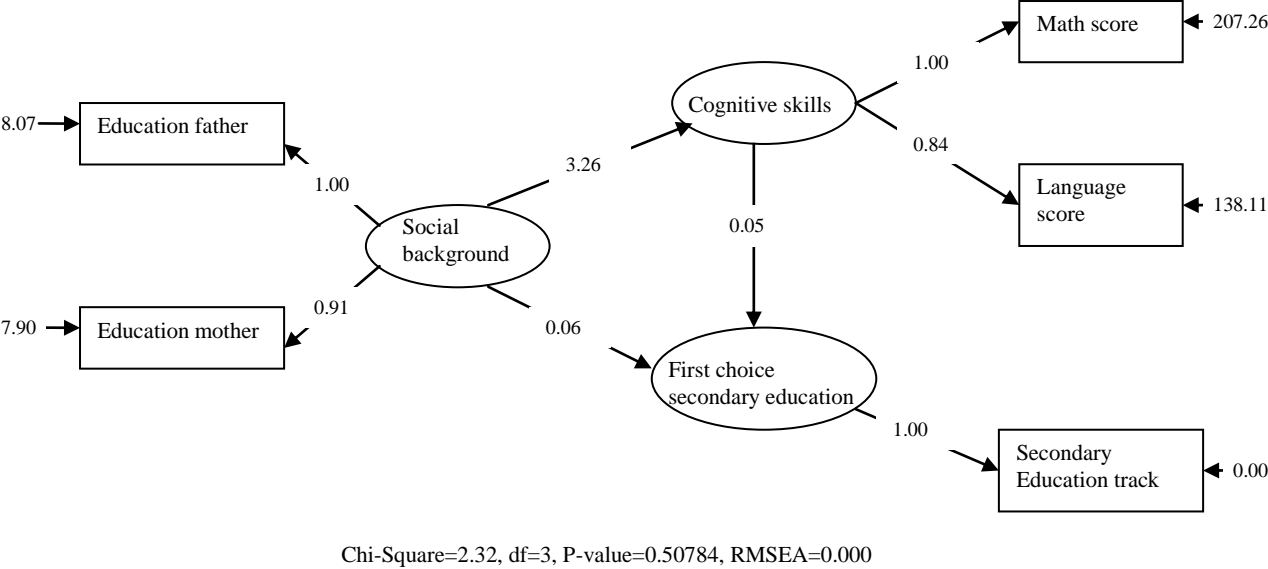 Math score
207.26
1.00
Cognitive skills
8.07
Education father
0.84
3.26
1.00
Language
score
138.11
Social
background
0.05
0.91
7.90
Education mother
0.06
First choice
secondary education
1.00
Secondary
Education track
0.00
Chi-Square=2.32, df=3, P-value=0.50784, RMSEA=0.000